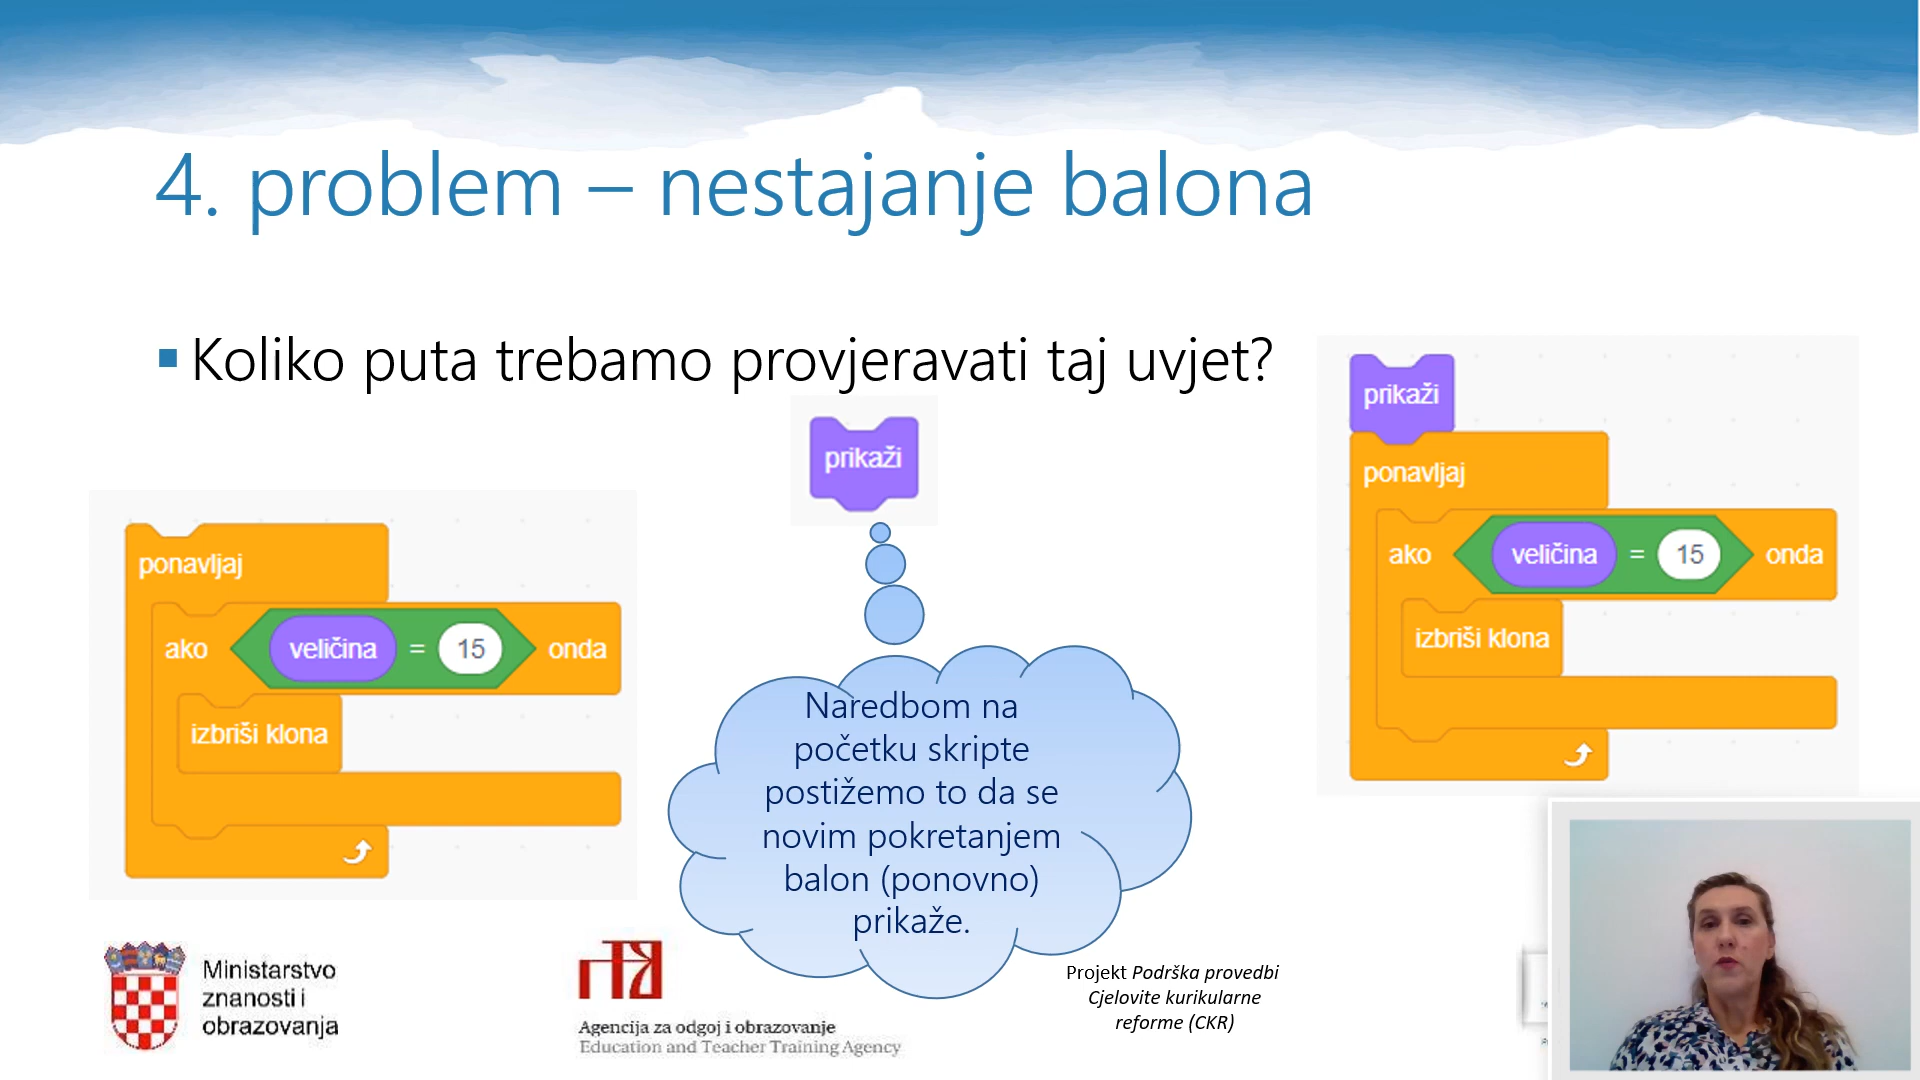 4. problem – nestajanje balona
▪ Koliko puta trebamo provjeravati taj uvjet?
prikaži
ponavljaj
ako veličina = 15 onda
izbriši klona
Naredbom na
početku skripte
postižemo to da se
novim pokretanjem
balon (ponovno)
prikaže.
prikaži
ponavljaj
ako veličina = 15 onda
izbriši klona
Ministarstvo
znanosti i
obrazovanja
Agencija za odgoj i obrazovanje
Education and Teacher Training Agency
Projekt Podrška provedbi
Cjelovite kurikularne
reforme (CKR)